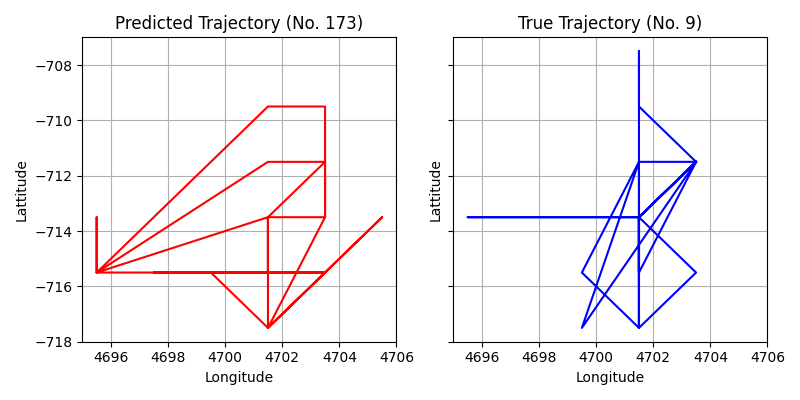 Predicted Trajectory (No. 173)
True Trajectory (No. 9)
−708
−710
−712
−714
−716
−718
Lattitude
Lattitude
4696 4698 4700 4702 4704 4706
4696 4698 4700 4702 4704 4706
Longitude
Longitude